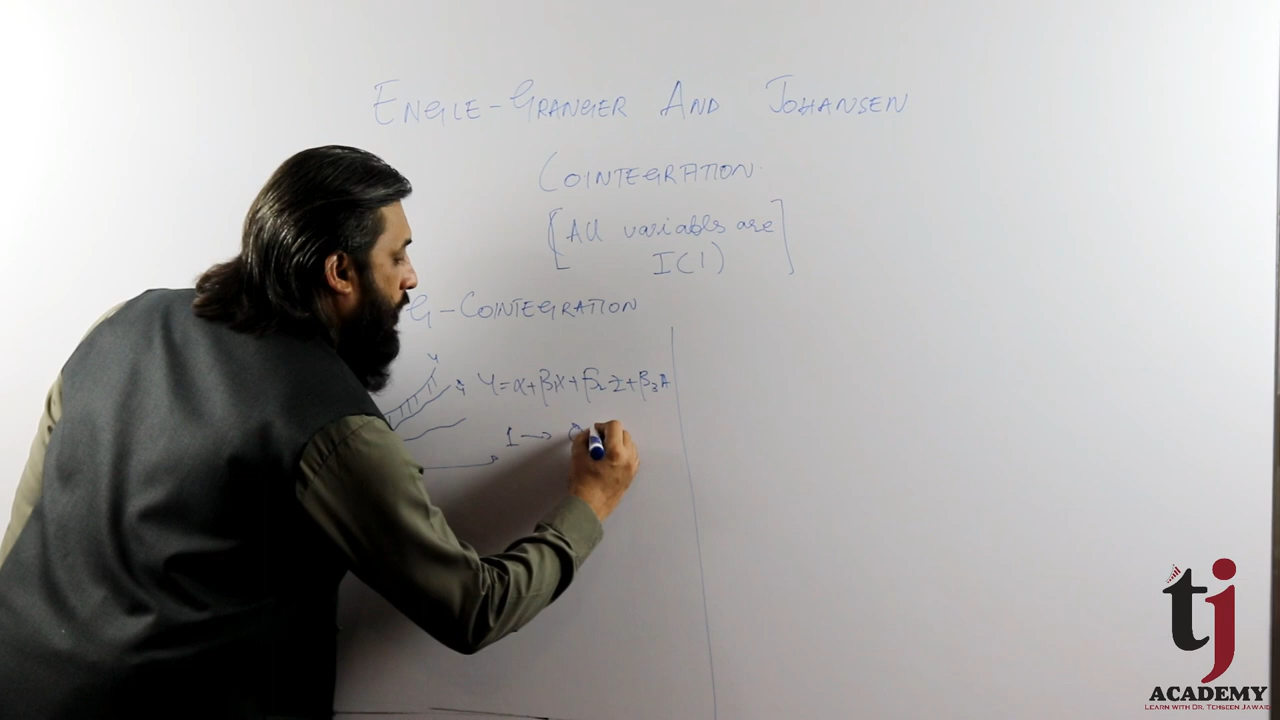 ENGLE-GRANGER AND JOHANSEN
COINTEGRATION
[All variables are
I(1)]
G-COINTEGRATION
Y=α+β1X+β2Z+β3A
1→
tj
ACADEMY
LEARN WITH DR. TEHSEEN JAWAID